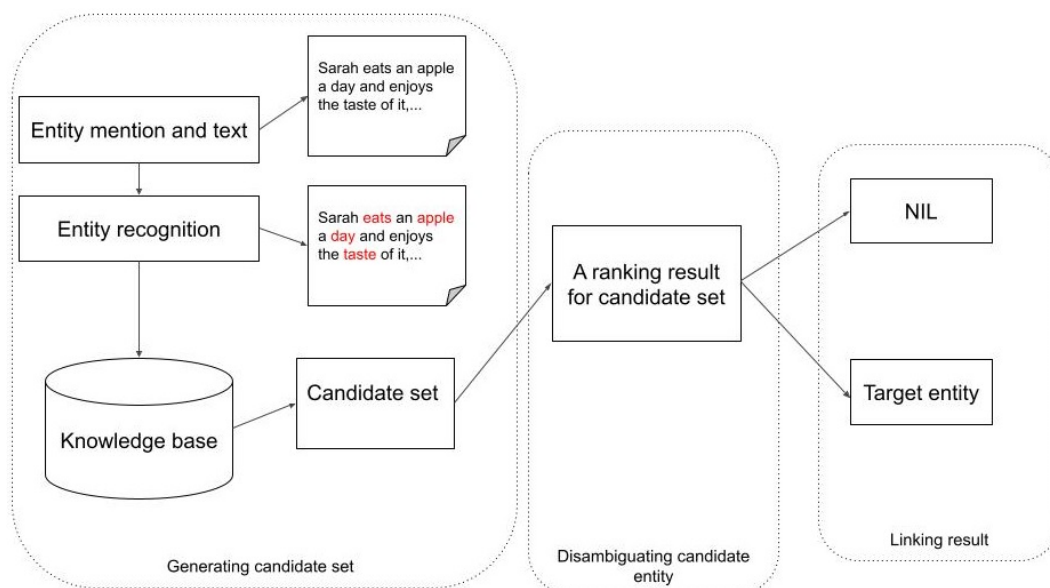 Sarah eats an apple
a day and enjoys
the taste of it,...
Entity mention and text
Entity recognition
Sarah eats an apple
a day and enjoys
the taste of it,...
Knowledge base
Candidate set
Generating candidate set
A ranking result
for candidate set
Disambiguating candidate
entity
NIL
Target entity
Linking result